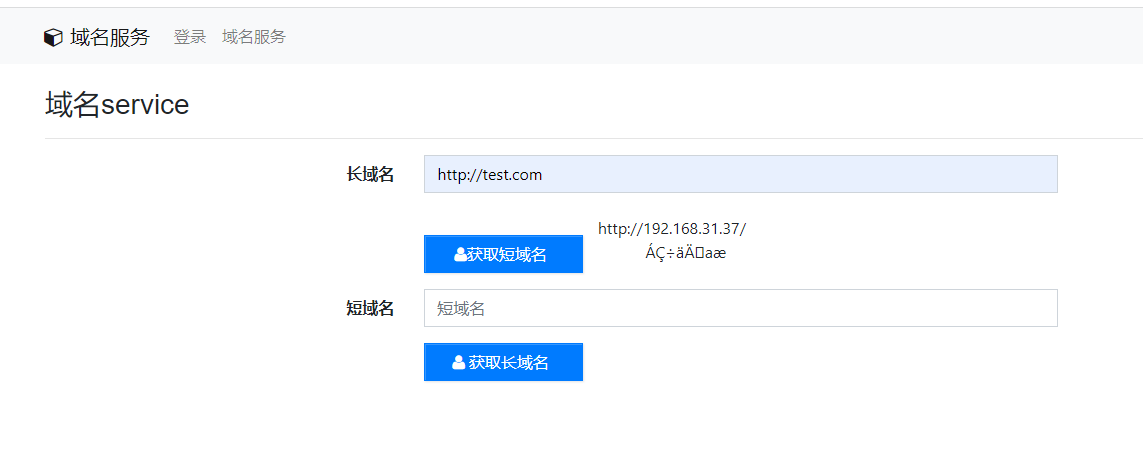 域名服务 登录 域名服务
域名service
长域名 http://test.com
http://192.168.31.37/
获取短域名 ÁÇ÷äÄ▯aæ
短域名 短域名
获取长域名